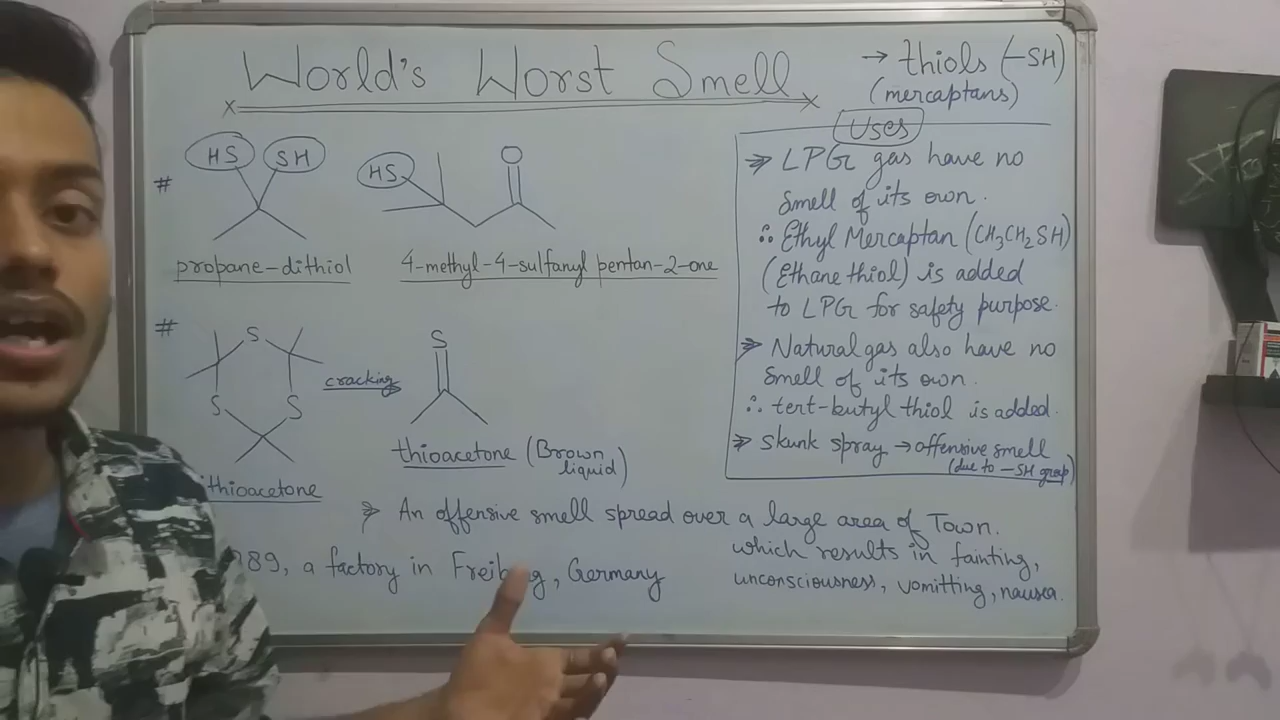 World's Worst Smell
→ thiols (-SH)
(mercaptans)
# HS SH
HS O
propane-dithiol
4-methyl-4-sulfanyl pentan-2-one
# S
S S
cracking
S
thioacetone (Brown
liquid)
ithioacetone
Uses
LPG gas have no
smell of its own.
∴ Ethyl Mercaptan (CH₃CH₂SH)
(Ethane thiol) is added
to LPG for safety purpose.
Natural gas also have no
smell of its own.
∴ tert-butyl thiol is added.
Skunk spray → offensive smell
(due to -SH group)
An offensive smell spread over a large area of Town.
which results in fainting,
unconsciousness, vomitting, nausea.
89, a factory in Germany